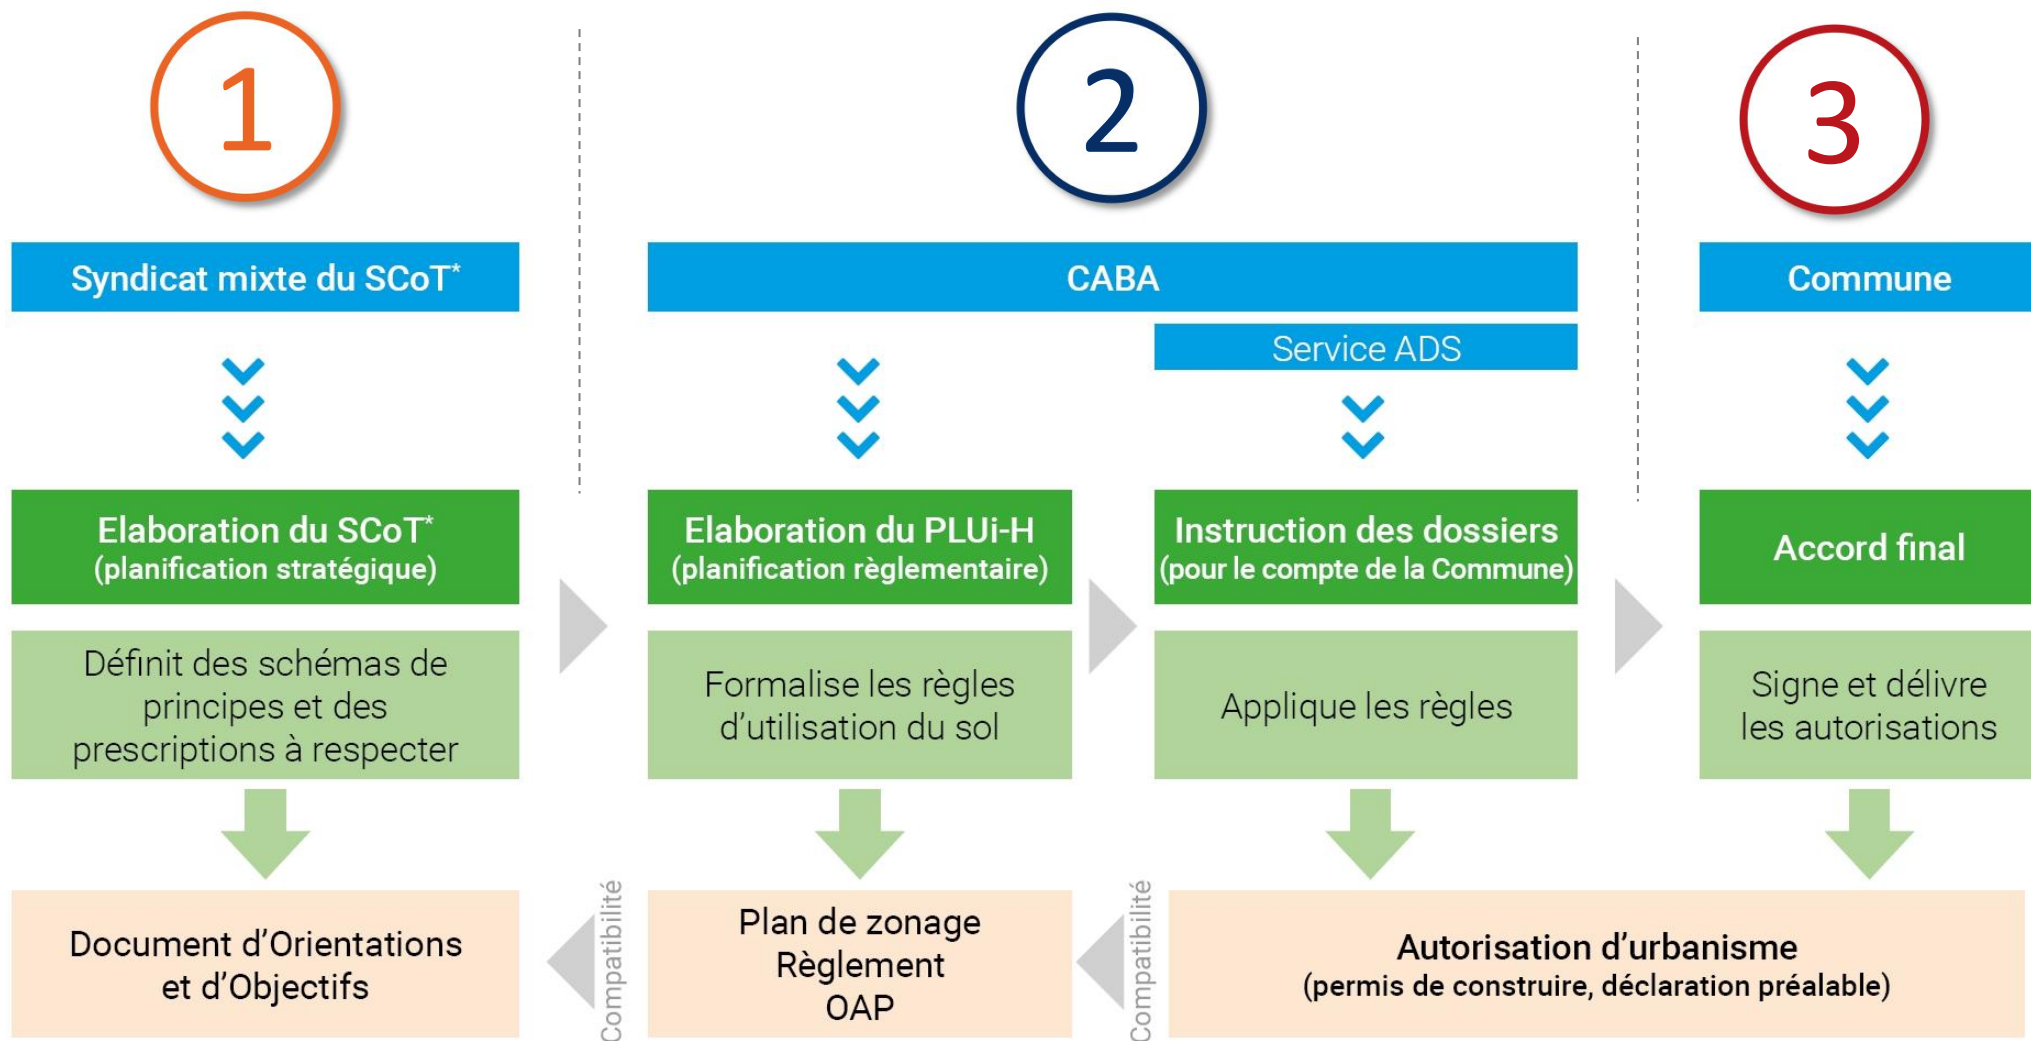 1
2
3
Syndicat mixte du SCoT*
CABA
Commune
Service ADS
Elaboration du SCoT*
(planification stratégique)
Elaboration du PLUi-H
(planification règlementaire)
Instruction des dossiers
(pour le compte de la Commune)
Accord final
Définit des schémas de
principes et des
prescriptions à respecter
Formalise les règles
d'utilisation du sol
Applique les règles
Signe et délivre
les autorisations
Document d'Orientations
et d'Objectifs
Compatibilité
Plan de zonage
Règlement
OAP
Compatibilité
Autorisation d'urbanisme
(permis de construire, déclaration préalable)